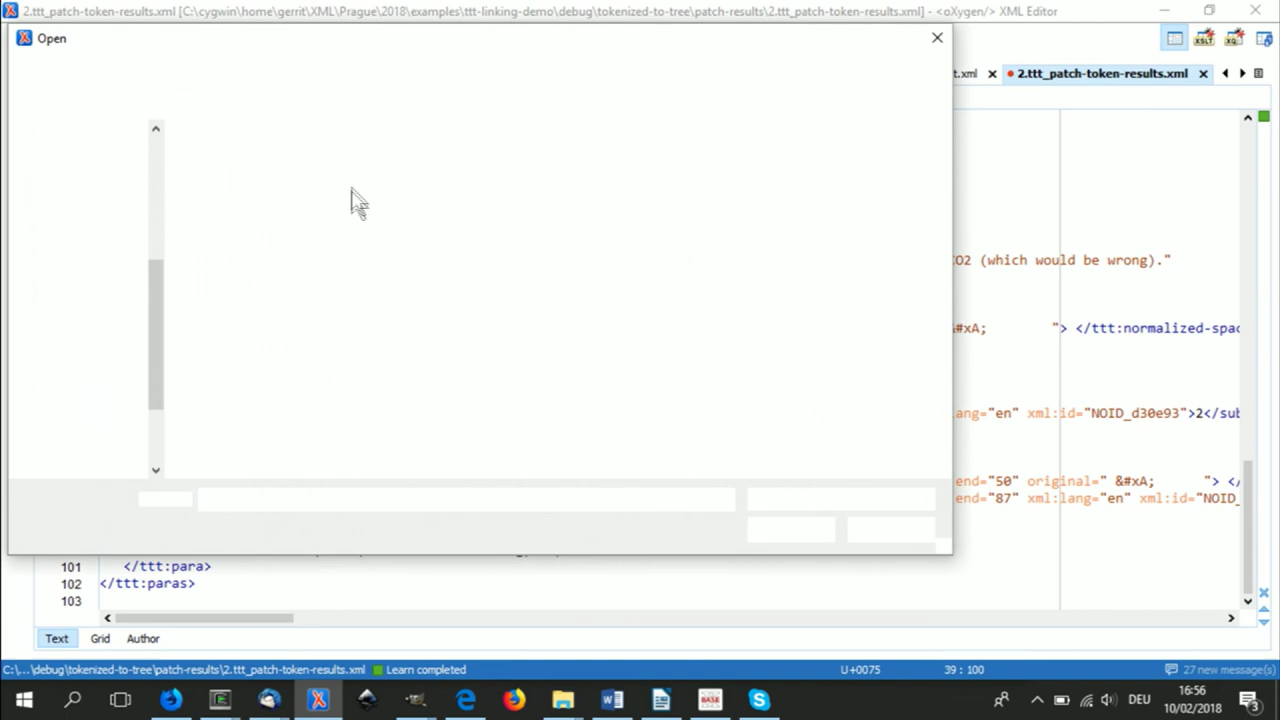 2.ttt_patch-token-results.xml [C:\cygwin\home\gerrit\XML\Prague\2018\examples\ttt-linking-demo\debug\tokenized-to-tree\patch-results\2.ttt_patch-token-results.xml] - <oXygen/> XML Editor
Open
t.xml
2.ttt_patch-token-results.xml
CO2 (which would be wrong)."
&#xA; "> </ttt:normalized-spac
ang="en" xml:id="NOID_d30e93">2</sub
end="50" original=" &#xA; "> </
end="87" xml:lang="en" xml:id="NOID_
101 </ttt:para>
102 </ttt:paras>
103
Text Grid Author
C:\...\debug\tokenized-to-tree\patch-results\2.ttt_patch-token-results.xml Learn completed U+0075 39 : 100 27 new message(s)
DEU
16:56
10/02/2018
3